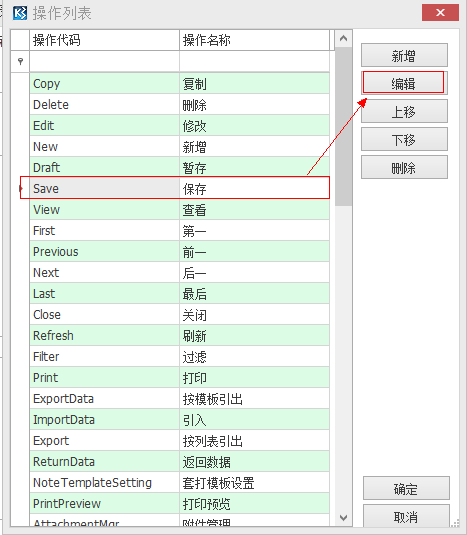 操作列表
操作代码 操作名称
Copy 复制
Delete 删除
Edit 修改
New 新增
Draft 暂存
Save 保存
View 查看
First 第一
Previous 前一
Next 后一
Last 最后
Close 关闭
Refresh 刷新
Filter 过滤
Print 打印
ExportData 按模板引出
ImportData 引入
Export 按列表引出
ReturnData 返回数据
NoteTemplateSetting 套打模板设置
PrintPreview 打印预览
AttachmentMgr 附件管理
新增
编辑
上移
下移
删除
确定
取消